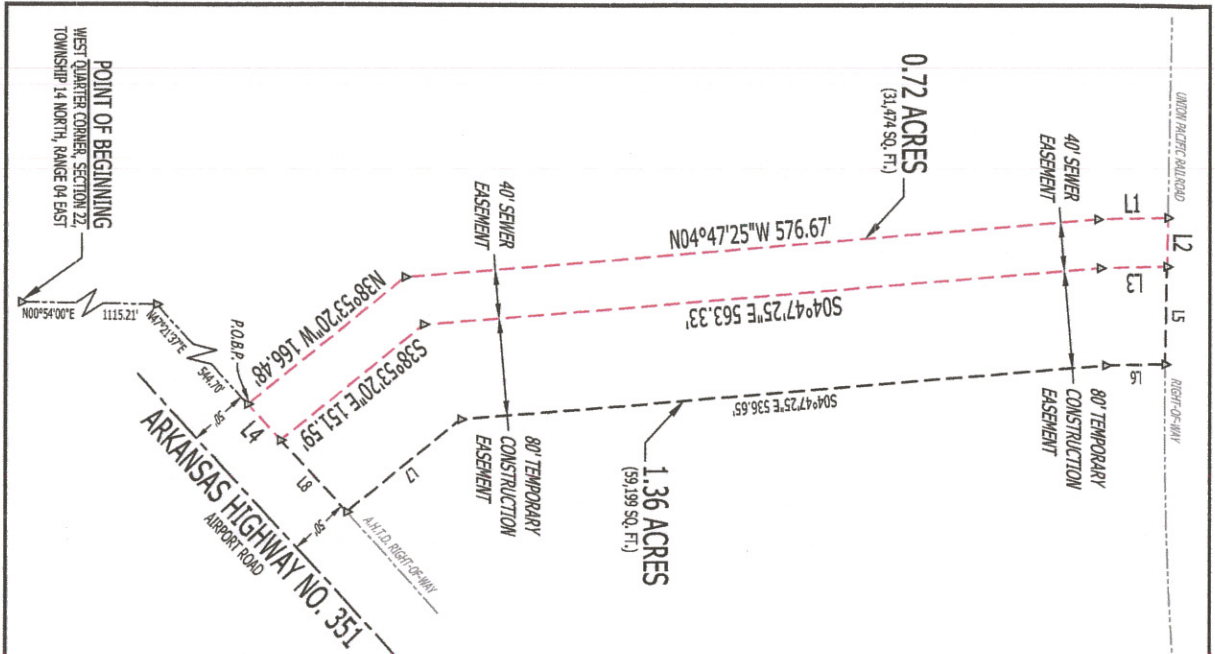 UNION PACIFIC RAILROAD
RIGHT-OF-WAY
L1
L2
L3
L5
L6
40' SEWER
EASEMENT
80' TEMPORARY
CONSTRUCTION
EASEMENT
0.72 ACRES
(31,474 SQ. FT.)
N04°47'25"W 576.67'
S04°47'25"E 563.33'
S04°47'25"E 536.65'
1.36 ACRES
(59,199 SQ. FT.)
40' SEWER
EASEMENT
80' TEMPORARY
CONSTRUCTION
EASEMENT
N38°53'20"W 166.48'
S38°53'20"E 151.59'
L7
L4
L8
P.O.B.P.
50'
50'
A.H.T.D. RIGHT-OF-WAY
ARKANSAS HIGHWAY NO. 351
AIRPORT ROAD
N47°21'37"E
544.70'
N00°54'00"E
1115.21'
POINT OF BEGINNING
WEST QUARTER CORNER, SECTION 22,
TOWNSHIP 14 NORTH, RANGE 04 EAST